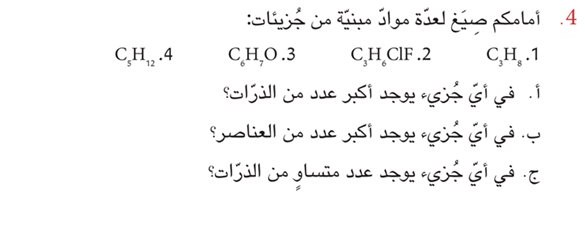 4. أمامكم صِيَغ لعدّة موادّ مبنيّة من جُزيئات:
1. C₃H₈ 2. C₃H₆ClF 3. C₆H₇O 4. C₅H₁₂
أ. في أيّ جُزيء يوجد أكبر عدد من الذرّات؟
ب. في أيّ جُزيء يوجد أكبر عدد من العناصر؟
ج. في أيّ جُزيء يوجد عدد متساوٍ من الذرّات؟